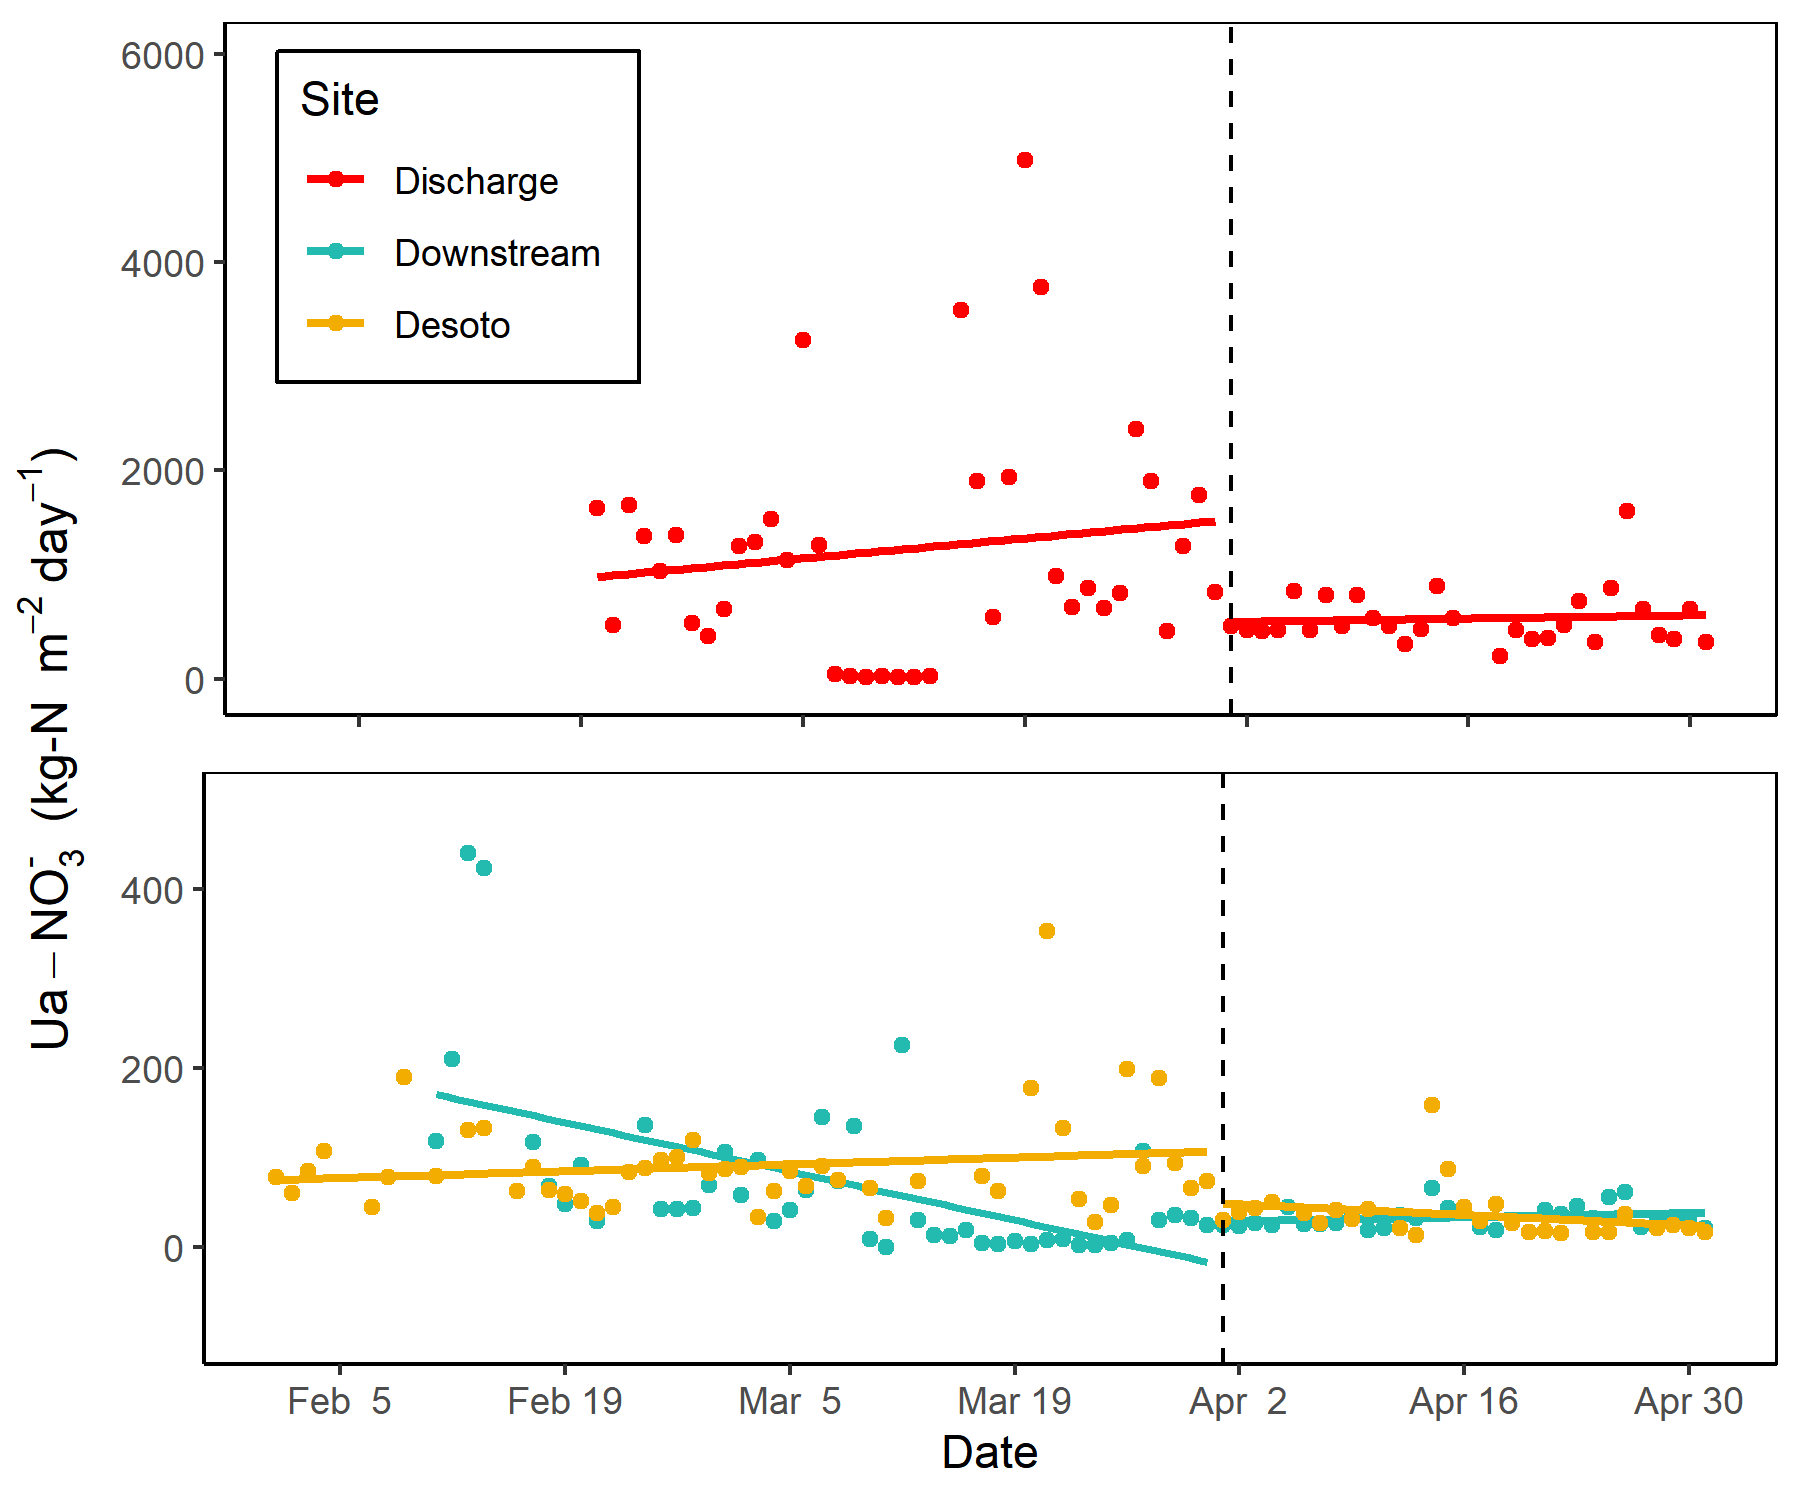 6000
4000
2000
0
Site
Discharge
Downstream
Desoto
Ua − NO₃⁻ (kg-N m⁻² day⁻¹)
400
200
0
Feb 5
Feb 19
Mar 5
Mar 19
Apr 2
Apr 16
Apr 30
Date